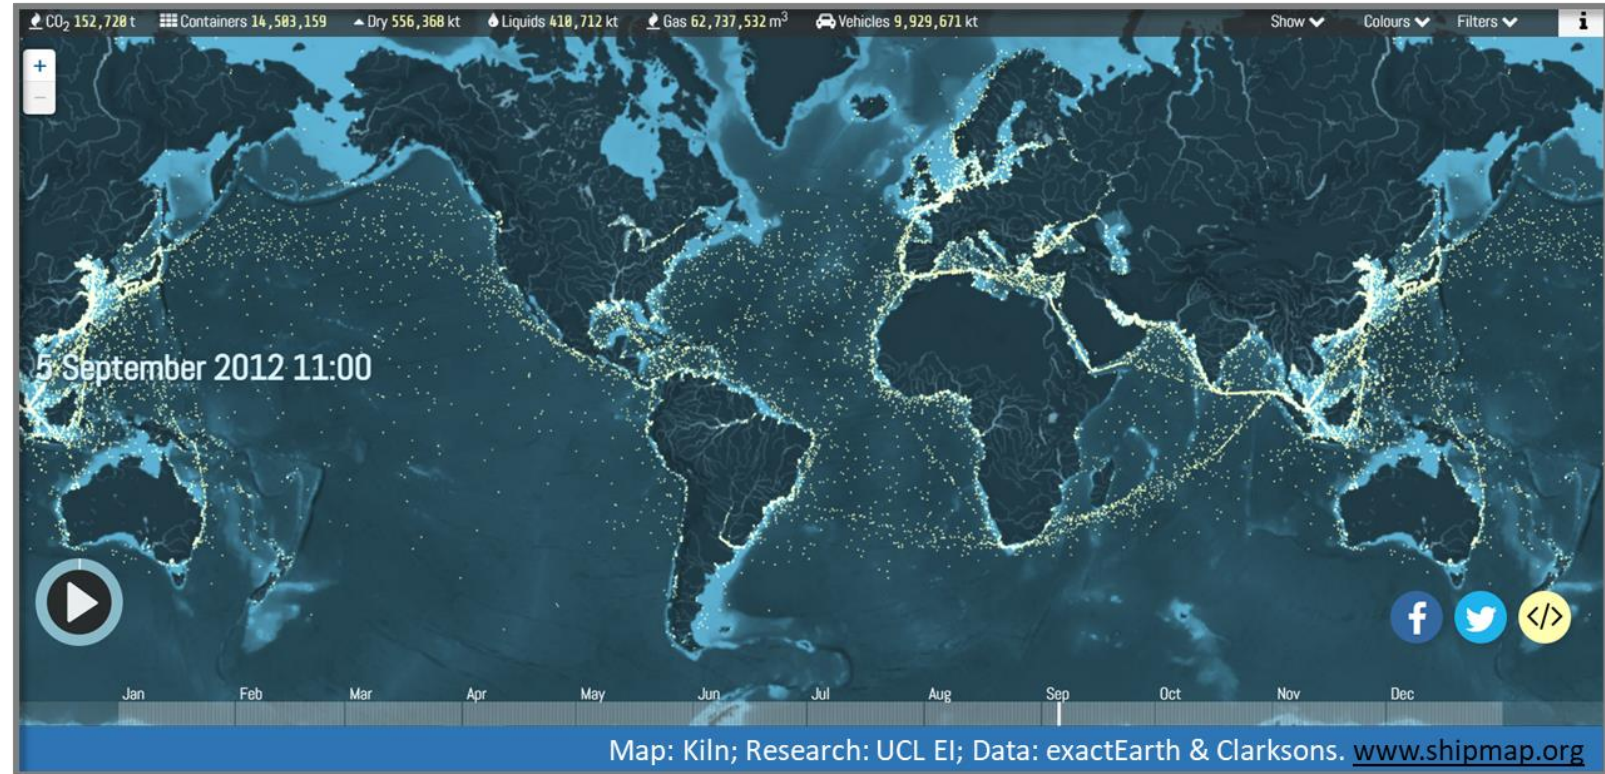 CO2 152,720 t Containers 14,503,159 Dry 556,368 kt Liquids 410,712 kt Gas 62,737,532 m3 Vehicles 9,929,671 kt Show Colours Filters i
+
−
5 September 2012 11:00
f </>
Jan Feb Mar Apr May Jun Jul Aug Sep Oct Nov Dec
Map: Kiln; Research: UCL EI; Data: exactEarth & Clarksons. www.shipmap.org